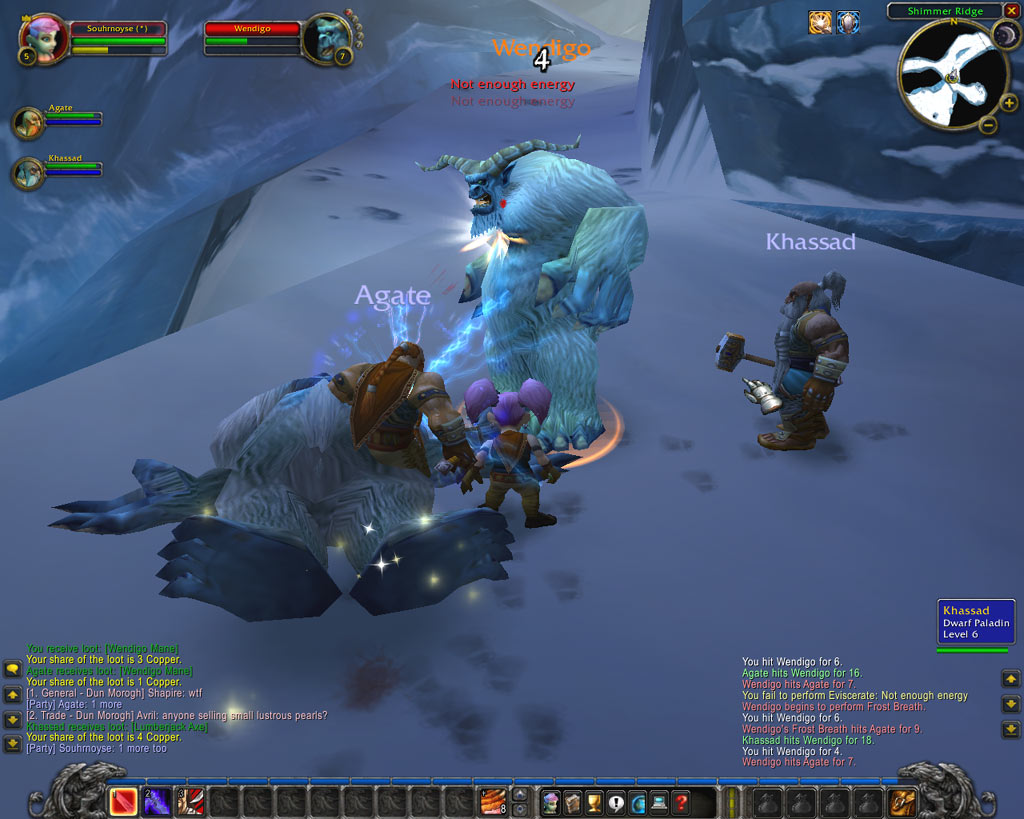 Souhrnoyse (*)
5
Wendigo
7
Shimmer Ridge
N
Agate
Khassad
Wendigo
4
Not enough energy
Not enough energy
Khassad
Agate
Khassad
Dwarf Paladin
Level 6
You receive loot: [Wendigo Mane]
Your share of the loot is 3 Copper.
Agate receives loot: [Wendigo Mane]
Your share of the loot is 1 Copper.
[1. General - Dun Morogh] Shapire: wtf
[Party] Agate: 1 more
[2. Trade - Dun Morogh] Avril: anyone selling small lustrous pearls?
Khassad receives loot: [Lumberjack Axe]
Your share of the loot is 4 Copper.
[Party] Souhrnoyse: 1 more too
You hit Wendigo for 6.
Agate hits Wendigo for 16.
Wendigo hits Agate for 7.
You fail to perform Eviscerate: Not enough energy
Wendigo begins to perform Frost Breath.
You hit Wendigo for 6.
Wendigo's Frost Breath hits Agate for 9.
Khassad hits Wendigo for 18.
You hit Wendigo for 4.
Wendigo hits Agate for 7.
2
3
8